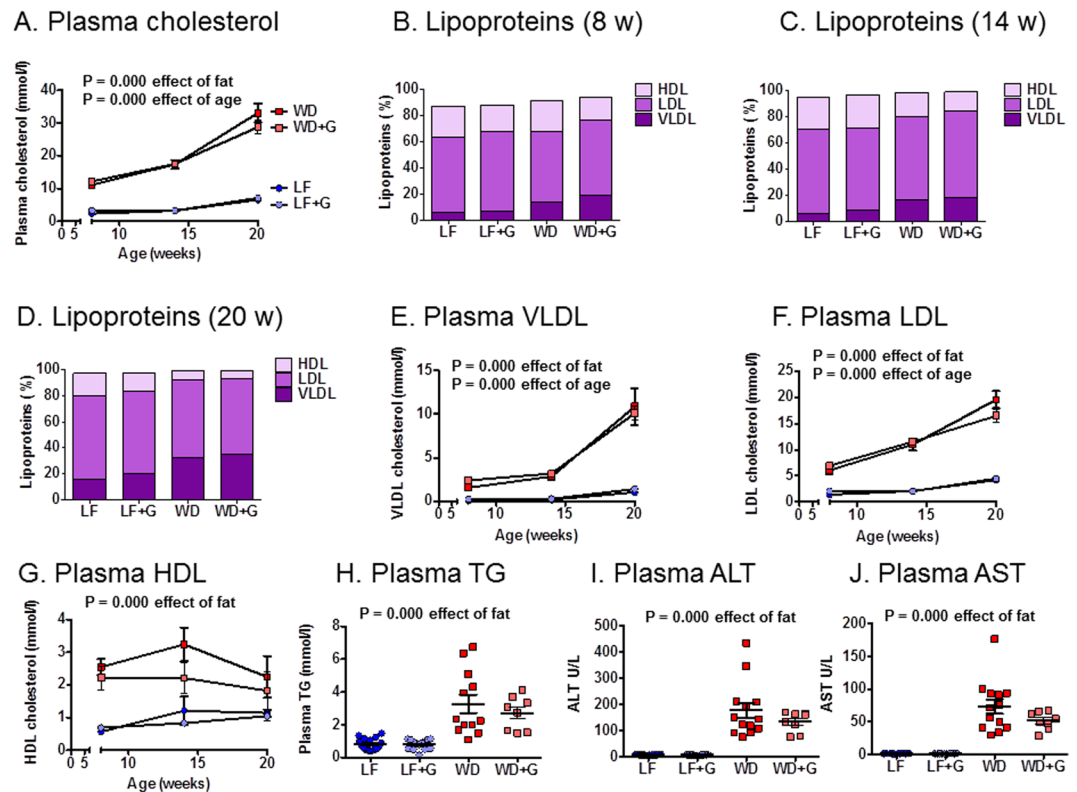 A. Plasma cholesterol
P = 0.000 effect of fat
P = 0.000 effect of age
Plasma cholesterol (mmol/l)
40
30
20
10
0
0 5 10 15 20
Age (weeks)
WD
WD+G
LF
LF+G
B. Lipoproteins (8 w)
Lipoproteins (%)
100
80
60
40
20
0
LF LF+G WD WD+G
HDL
LDL
VLDL
C. Lipoproteins (14 w)
Lipoproteins (%)
100
80
60
40
20
0
LF LF+G WD WD+G
HDL
LDL
VLDL
D. Lipoproteins (20 w)
Lipoproteins (%)
100
80
60
40
20
0
LF LF+G WD WD+G
HDL
LDL
VLDL
E. Plasma VLDL
P = 0.000 effect of fat
P = 0.000 effect of age
VLDL cholesterol (mmol/l)
15
10
5
0
0 5 10 15 20
Age (weeks)
F. Plasma LDL
P = 0.000 effect of fat
P = 0.000 effect of age
LDL cholesterol (mmol/l)
25
20
15
10
5
0
0 5 10 15 20
Age (weeks)
G. Plasma HDL
P = 0.000 effect of fat
HDL cholesterol (mmol/l)
4
3
2
1
0
0 5 10 15 20
Age (weeks)
H. Plasma TG
P = 0.000 effect of fat
Plasma TG (mmol/l)
8
6
4
2
0
LF LF+G WD WD+G
I. Plasma ALT
P = 0.000 effect of fat
ALT U/L
500
400
300
200
100
0
LF LF+G WD WD+G
J. Plasma AST
P = 0.000 effect of fat
AST U/L
200
150
100
50
0
LF LF+G WD WD+G